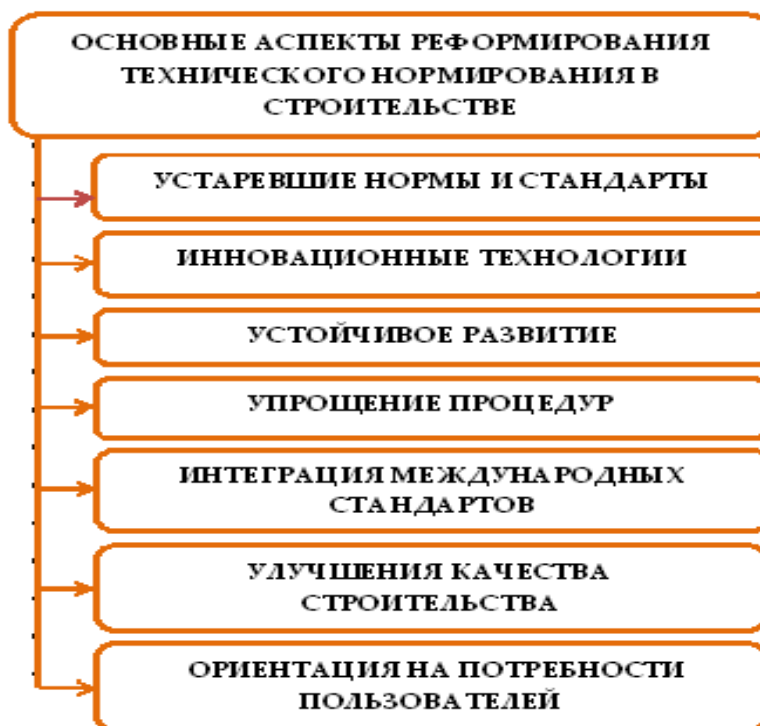 ОСНОВНЫЕ АСПЕКТЫ РЕФОРМИРОВАНИЯ
ТЕХНИЧЕСКОГО НОРМИРОВАНИЯ В
СТРОИТЕЛЬСТВЕ
УСТАРЕВШИЕ НОРМЫ И СТАНДАРТЫ
ИННОВАЦИОННЫЕ ТЕХНОЛОГИИ
УСТОЙЧИВОЕ РАЗВИТИЕ
УПРОЩЕНИЕ ПРОЦЕДУР
ИНТЕГРАЦИЯ МЕЖДУНАРОДНЫХ
СТАНДАРТОВ
УЛУЧШЕНИЯ КАЧЕСТВА
СТРОИТЕЛЬСТВА
ОРИЕНТАЦИЯ НА ПОТРЕБНОСТИ
ПОЛЬЗОВАТЕЛЕЙ